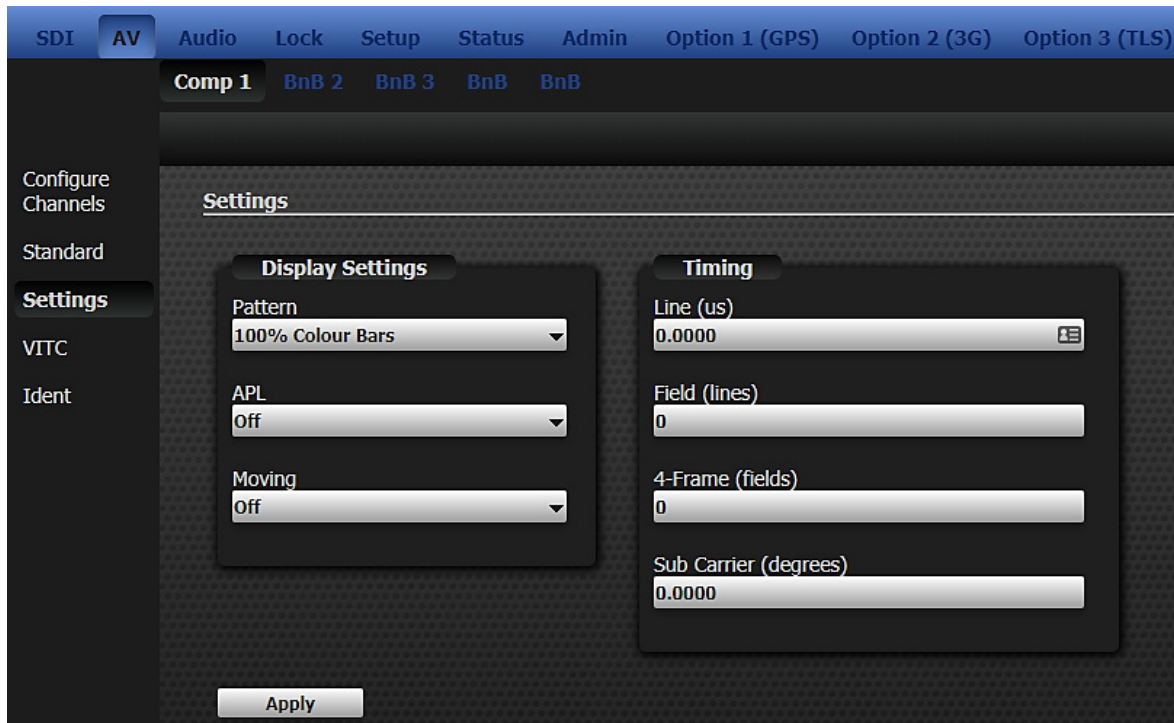 SDI AV Audio Lock Setup Status Admin Option 1 (GPS) Option 2 (3G) Option 3 (TLS)
Comp 1 BnB 2 BnB 3 BnB BnB
Configure
Channels
Standard
Settings
VITC
Ident
Settings
Display Settings
Pattern
100% Colour Bars
APL
Off
Moving
Off
Timing
Line (us)
0.0000
Field (lines)
0
4-Frame (fields)
0
Sub Carrier (degrees)
0.0000
Apply